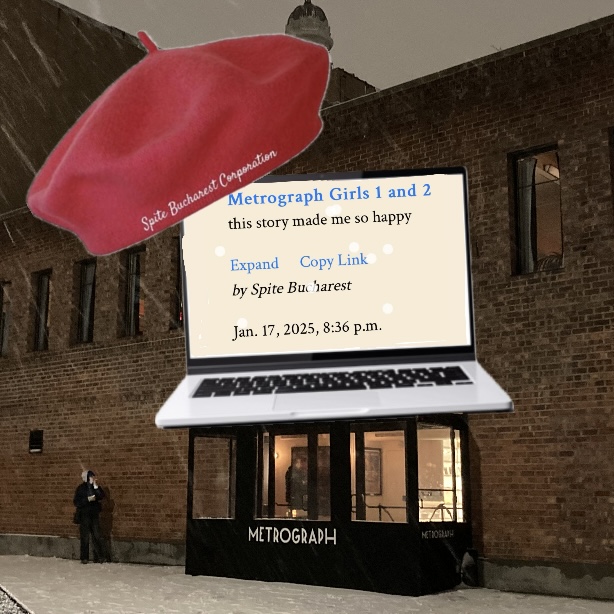 Spite Bucharest Corporation
Metrograph Girls 1 and 2
this story made me so happy
Expand Copy Link
by Spite Bucharest
Jan. 17, 2025, 8:36 p.m.
METROGRAPH
METROGRAPH